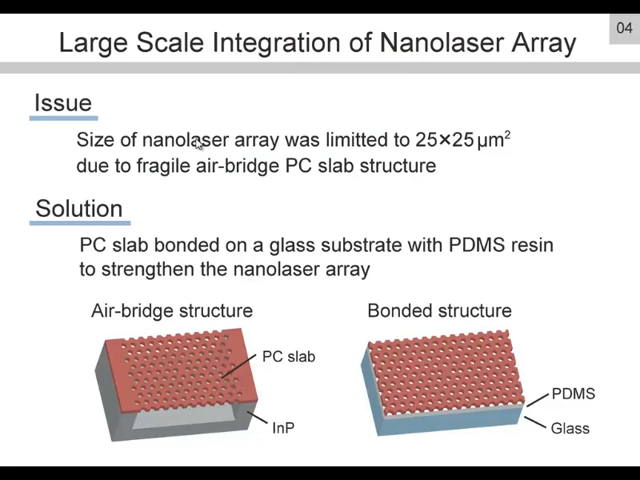 04
Large Scale Integration of Nanolaser Array
Issue
Size of nanolaser array was limitted to 25×25 μm²
due to fragile air-bridge PC slab structure
Solution
PC slab bonded on a glass substrate with PDMS resin
to strengthen the nanolaser array
Air-bridge structure
Bonded structure
PC slab
InP
PDMS
Glass